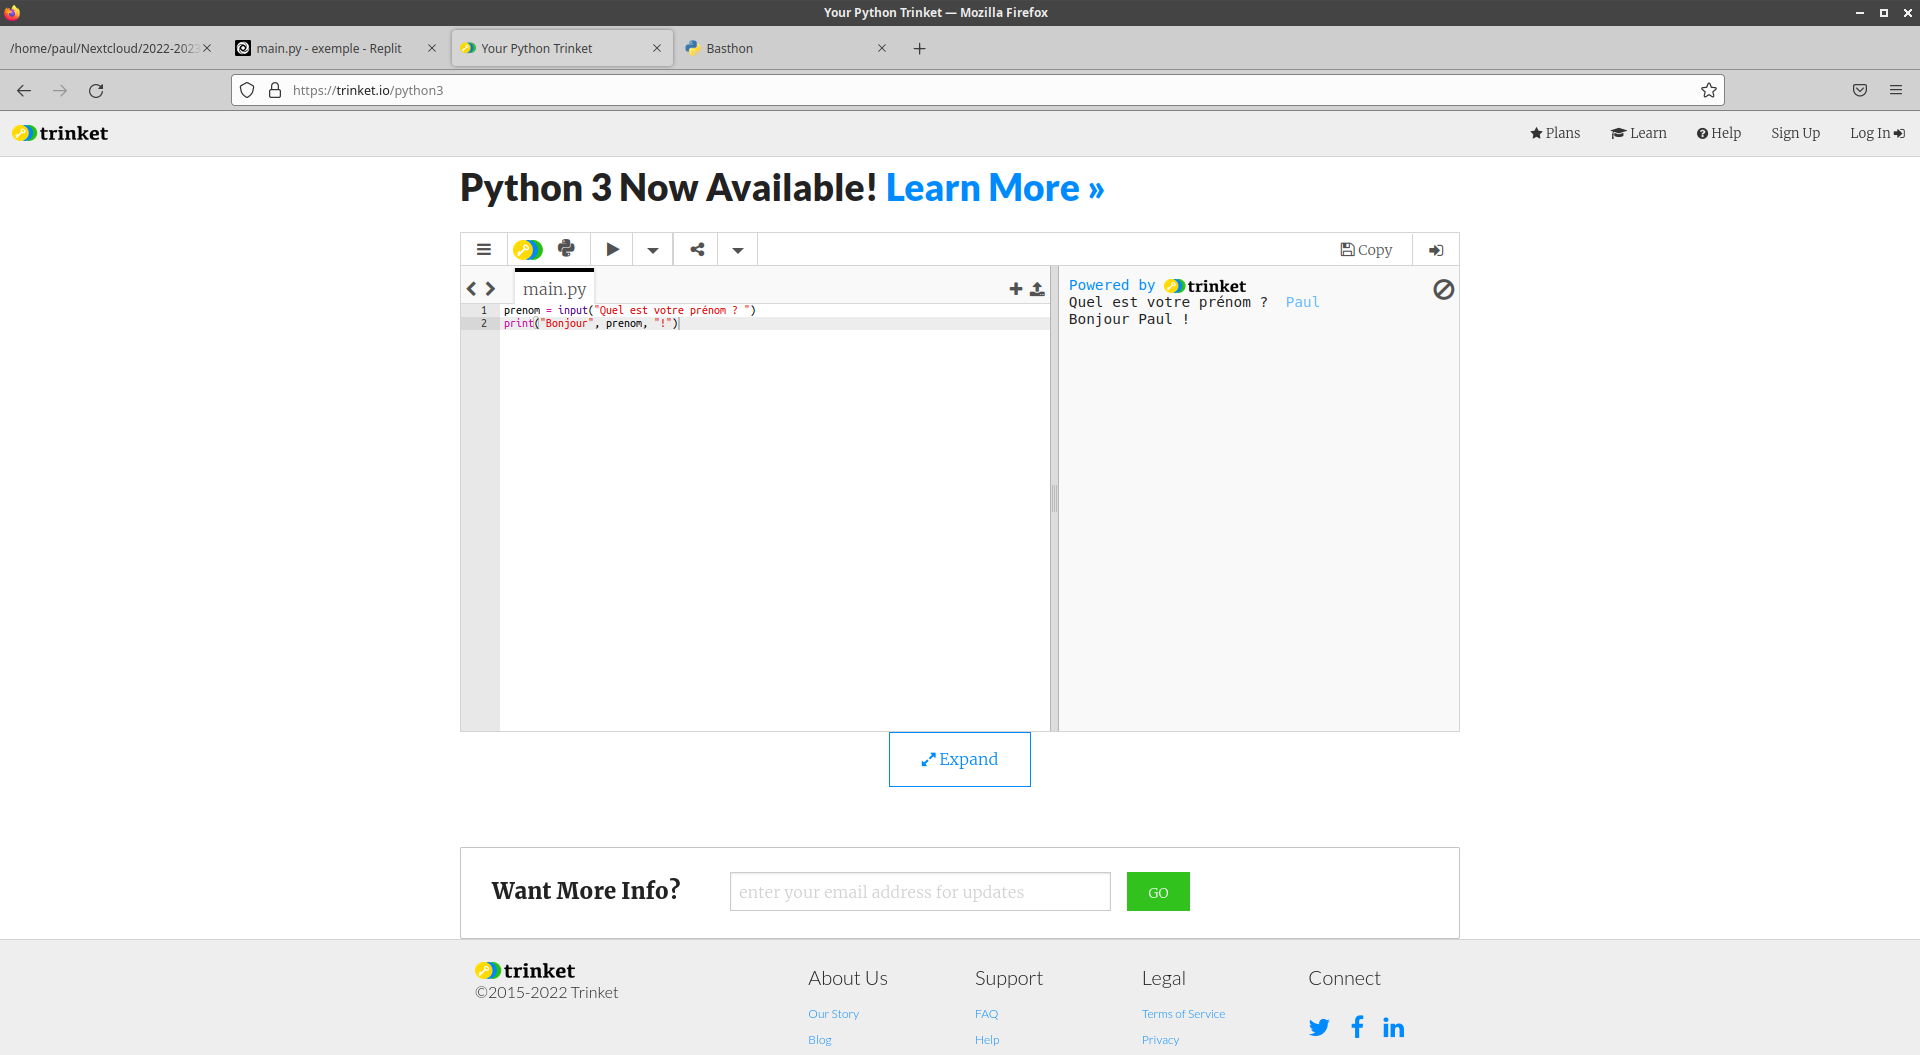 Your Python Trinket — Mozilla Firefox
/home/paul/Nextcloud/2022-2023
main.py - exemple - Replit
Your Python Trinket
Basthon
https://trinket.io/python3
trinket
Plans
Learn
Help
Sign Up
Log In
Python 3 Now Available! Learn More »
Copy
main.py
1 prenom = input("Quel est votre prénom ? ")
2 print("Bonjour", prenom, "!")
Powered by trinket
Quel est votre prénom ? Paul
Bonjour Paul !
Expand
Want More Info?
enter your email address for updates
GO
trinket
©2015-2022 Trinket
About Us
Our Story
Blog
Support
FAQ
Help
Legal
Terms of Service
Privacy
Connect